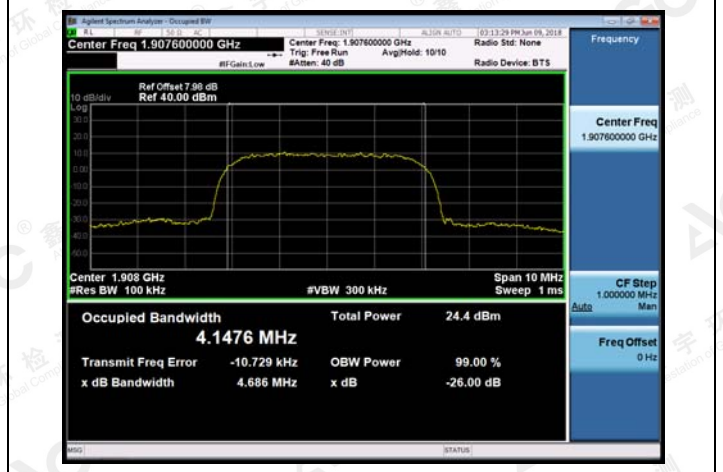 Agilent Spectrum Analyzer - Occupied BW
RL RF 50 Ω AC SENSE:INT ALIGN AUTO 03:13:29 PM Jun 09, 2018
Center Freq 1.907600000 GHz
Center Freq: 1.907600000 GHz
Radio Std: None
Trig: Free Run Avg|Hold: 10/10
#IFGain:Low #Atten: 40 dB Radio Device: BTS
Frequency
Ref Offset 7.98 dB
10 dB/div Ref 40.00 dBm
Log
30.0
20.0
10.0
0.00
-10.0
-20.0
-30.0
-40.0
-50.0
Center 1.908 GHz Span 10 MHz
#Res BW 100 kHz #VBW 300 kHz Sweep 1 ms
Occupied Bandwidth Total Power 24.4 dBm
4.1476 MHz
Transmit Freq Error -10.729 kHz OBW Power 99.00 %
x dB Bandwidth 4.686 MHz x dB -26.00 dB
Center Freq
1.907600000 GHz
CF Step
1.000000 MHz
Auto Man
Freq Offset
0 Hz
MSG STATUS